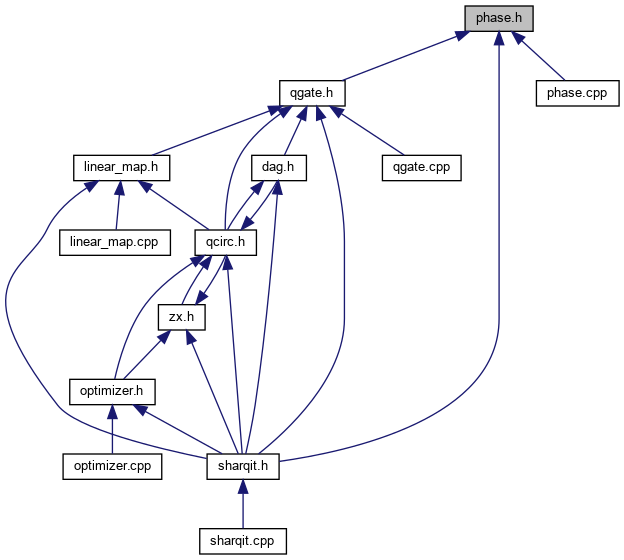 phase.h
qgate.h
phase.cpp
linear_map.h
dag.h
qgate.cpp
linear_map.cpp
qcirc.h
zx.h
optimizer.h
optimizer.cpp
sharqit.h
sharqit.cpp